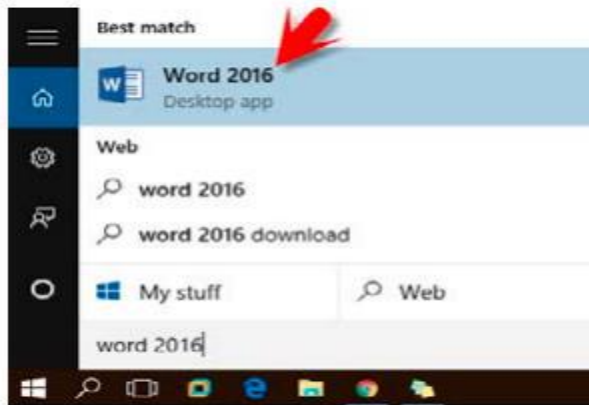 Best match
Word 2016
Desktop app
Web
word 2016
word 2016 download
My stuff
Web
word 2016